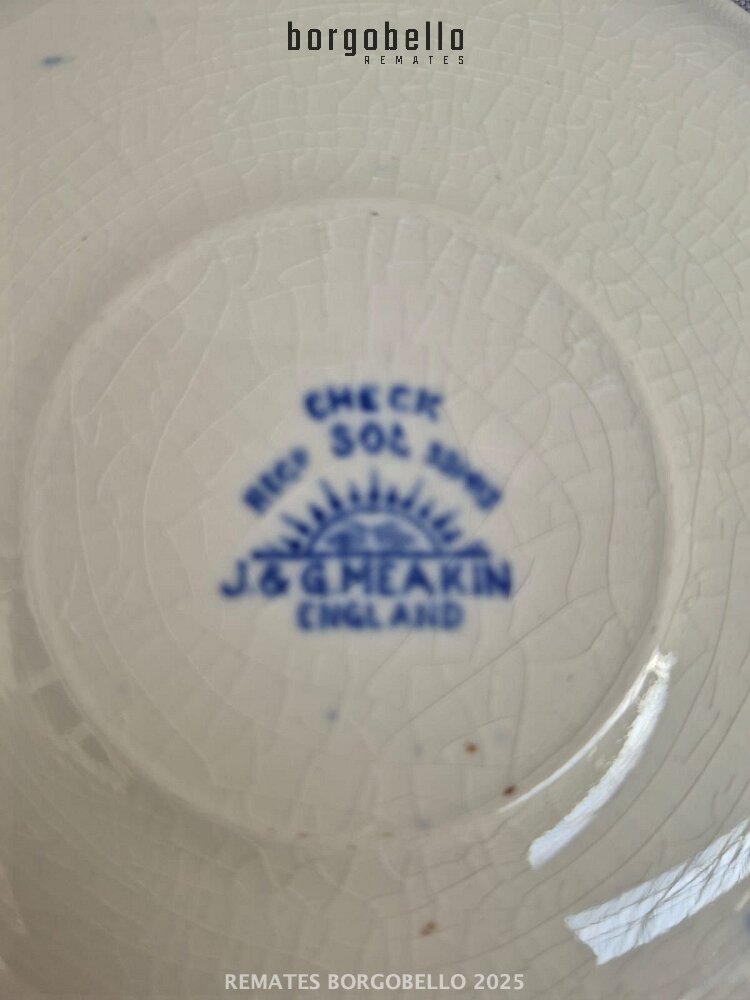 borgobello
REMATES
CHECK
SOL
J. & G. MEAKIN
ENGLAND
REMATES BORGOBELLO 2025